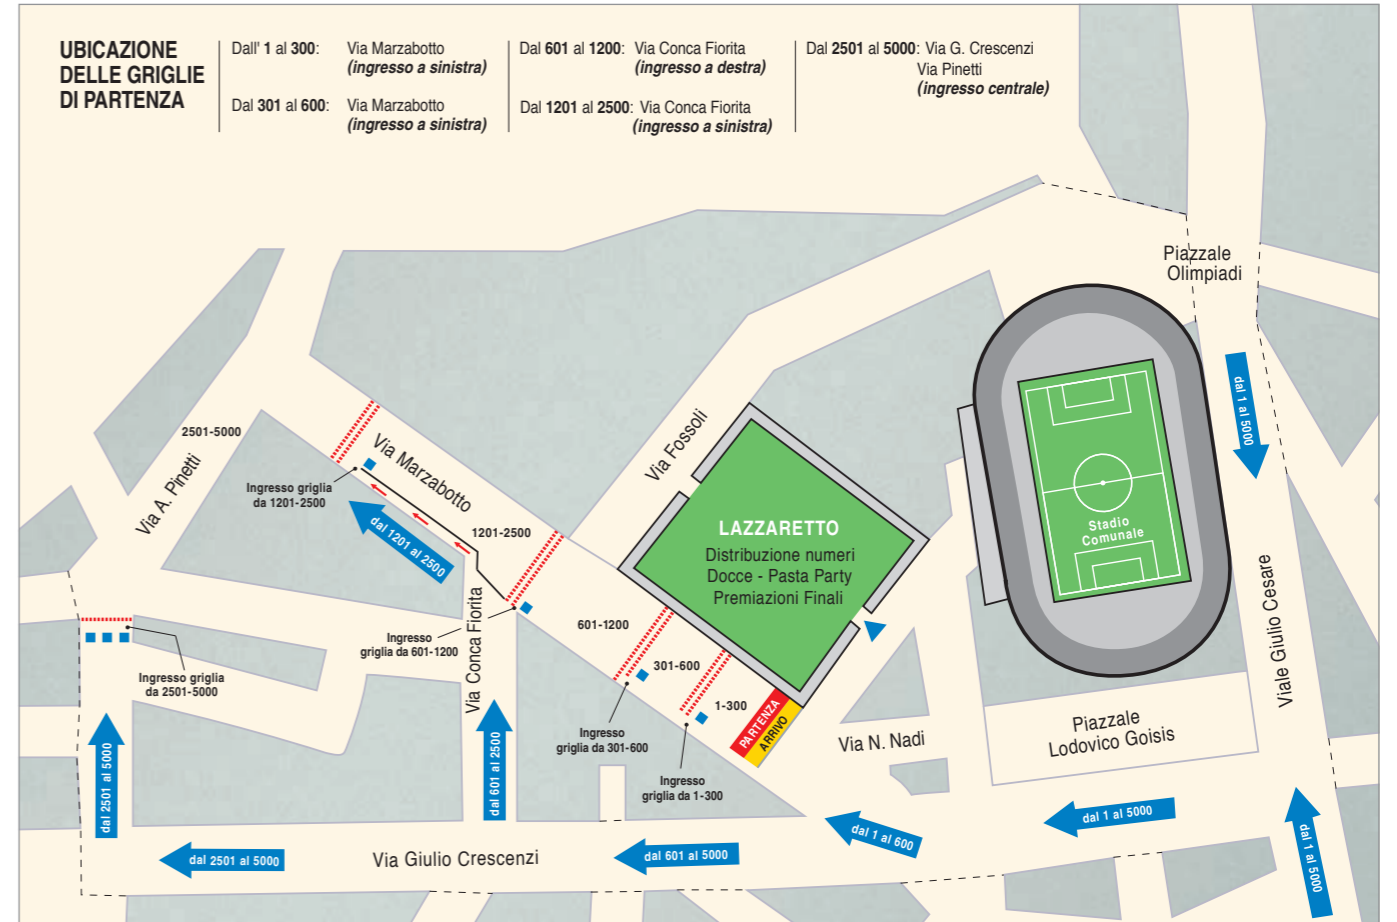 UBICAZIONE
DELLE GRIGLIE
DI PARTENZA
Dall' 1 al 300: Via Marzabotto
(ingresso a sinistra)
Dal 301 al 600: Via Marzabotto
(ingresso a sinistra)
Dal 601 al 1200: Via Conca Fiorita
(ingresso a destra)
Dal 1201 al 2500: Via Conca Fiorita
(ingresso a sinistra)
Dal 2501 al 5000: Via G. Crescenzi
Via Pinetti
(ingresso centrale)
Piazzale
Olimpiadi
dal 1 al 5000
2501-5000
Via A. Pinetti
Via Marzabotto
Via Fossoli
Ingresso griglia
da 1201-2500
dal 1201 al 2500
1201-2500
LAZZARETTO
Distribuzione numeri
Docce - Pasta Party
Premiazioni Finali
Stadio
Comunale
Viale Giulio Cesare
Ingresso
griglia da 601-1200
Via Conca Fiorita
601-1200
301-600
1-300
PARTENZA
ARRIVO
Ingresso griglia
da 2501-5000
Ingresso
griglia da 301-600
Ingresso
griglia da 1-300
Via N. Nadi
Piazzale
Lodovico Goisis
dal 2501 al 5000
dal 601 al 2500
dal 2501 al 5000
Via Giulio Crescenzi
dal 601 al 5000
dal 1 al 600
dal 1 al 5000
dal 1 al 5000